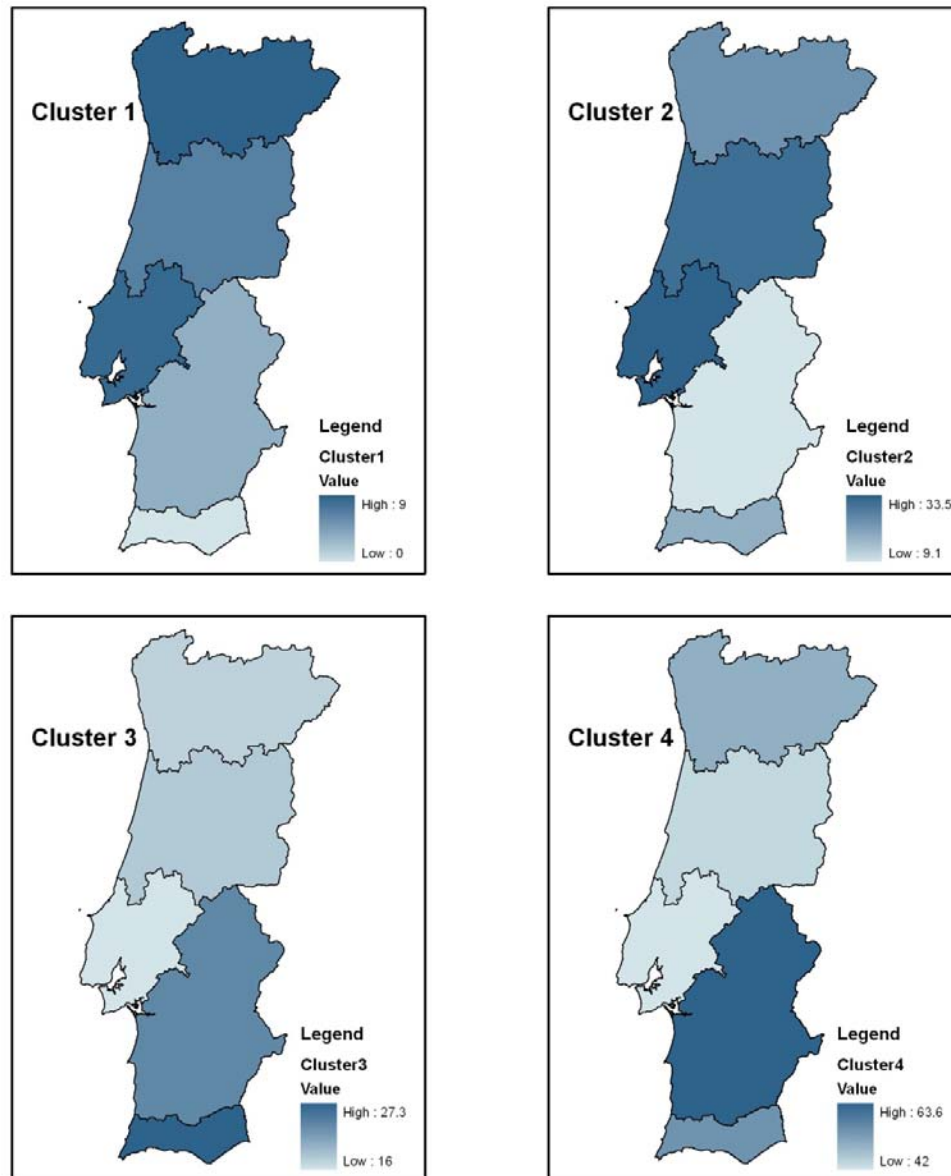 Cluster 1
Legend
Cluster1
Value
High : 9
Low : 0
Cluster 2
Legend
Cluster2
Value
High : 33.5
Low : 9.1
Cluster 3
Legend
Cluster3
Value
High : 27.3
Low : 16
Cluster 4
Legend
Cluster4
Value
High : 63.6
Low : 42